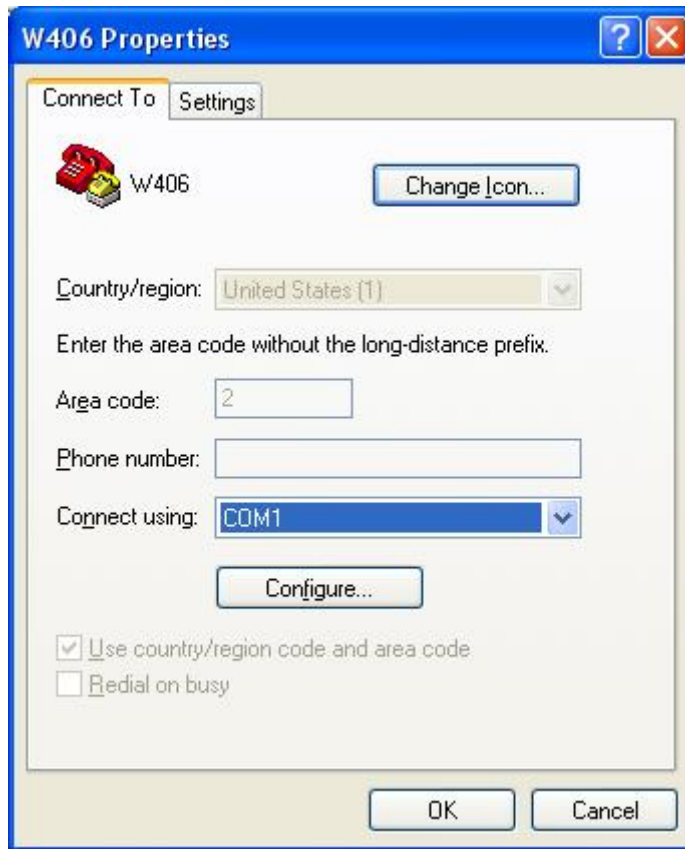 W406 Properties
?
Connect To Settings
W406 Change Icon...
Country/region: United States (1)
Enter the area code without the long-distance prefix.
Area code: 2
Phone number:
Connect using: COM1
Configure...
Use country/region code and area code
Redial on busy
OK Cancel